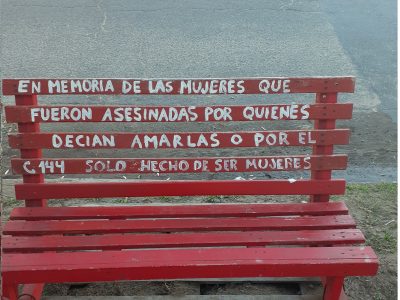 EN MEMORIA DE LAS MUJERES QUE
FUERON ASESINADAS POR QUIENES
DECIAN AMARLAS O POR EL
C.144 SOLO HECHO DE SER MUJERES